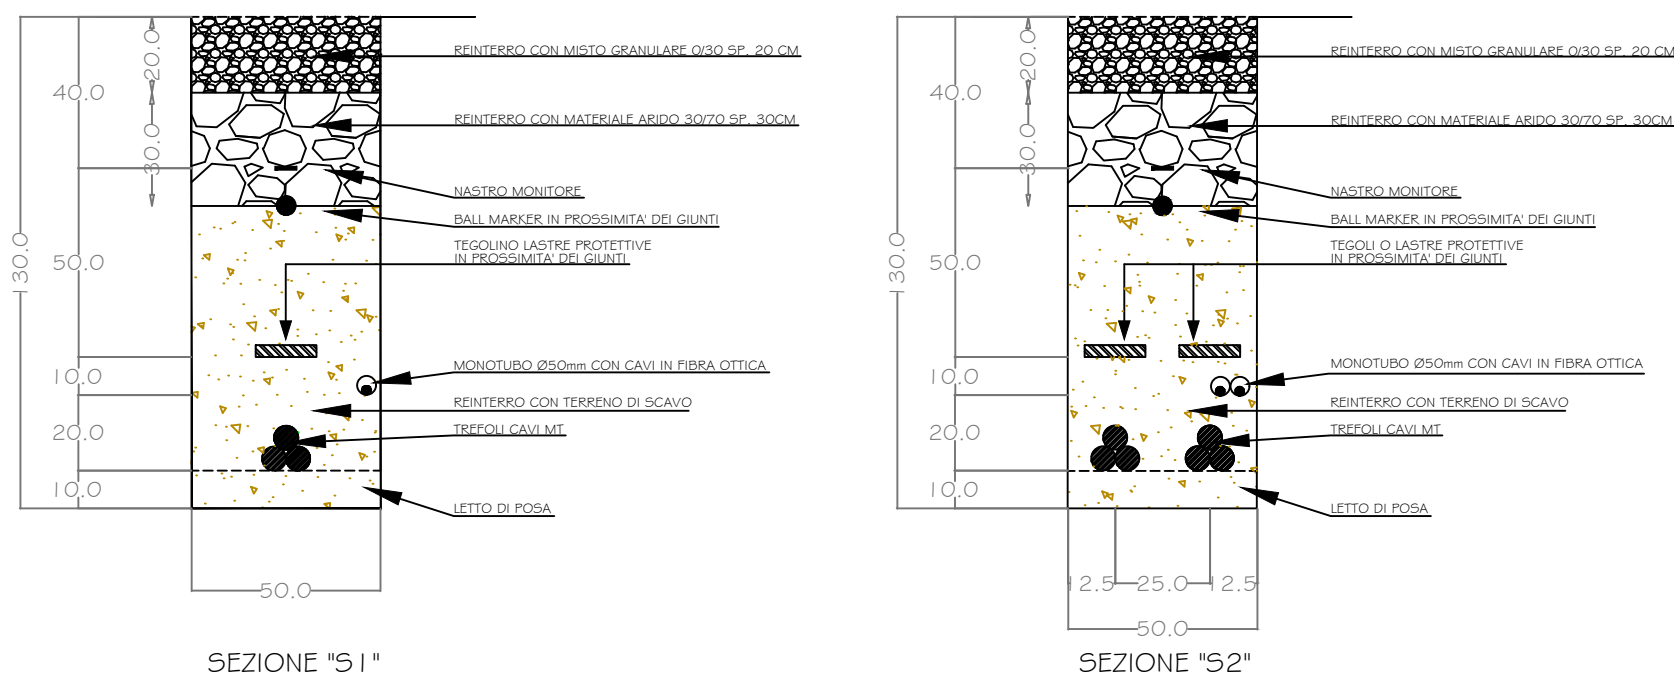 REINTERRO CON MISTO GRANULARE 0/30 SP. 20 CM
REINTERRO CON MATERIALE ARIDO 30/70 SP. 30CM
NASTRO MONITORE
BALL MARKER IN PROSSIMITA' DEI GIUNTI
TEGOLINO LASTRE PROTETTIVE
IN PROSSIMITA' DEI GIUNTI
MONOTUBO Ø50mm CON CAVI IN FIBRA OTTICA
REINTERRO CON TERRENO DI SCAVO
TREFOLI CAVI MT
LETTO DI POSA
130.0
40.0
50.0
10.0
20.0
10.0
20.0
30.0
50.0
SEZIONE "S1"
REINTERRO CON MISTO GRANULARE 0/30 SP. 20 CM
REINTERRO CON MATERIALE ARIDO 30/70 SP. 30CM
NASTRO MONITORE
BALL MARKER IN PROSSIMITA' DEI GIUNTI
TEGOLI O LASTRE PROTETTIVE
IN PROSSIMITA' DEI GIUNTI
MONOTUBO Ø50mm CON CAVI IN FIBRA OTTICA
REINTERRO CON TERRENO DI SCAVO
TREFOLI CAVI MT
LETTO DI POSA
130.0
40.0
50.0
10.0
20.0
10.0
20.0
30.0
12.5 25.0 12.5
50.0
SEZIONE "S2"